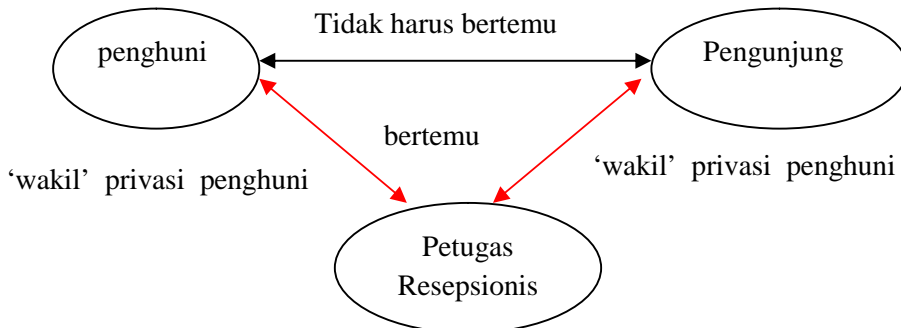 Tidak harus bertemu
penghuni
Pengunjung
bertemu
‘wakil’ privasi penghuni
‘wakil’ privasi penghuni
Petugas
Resepsionis